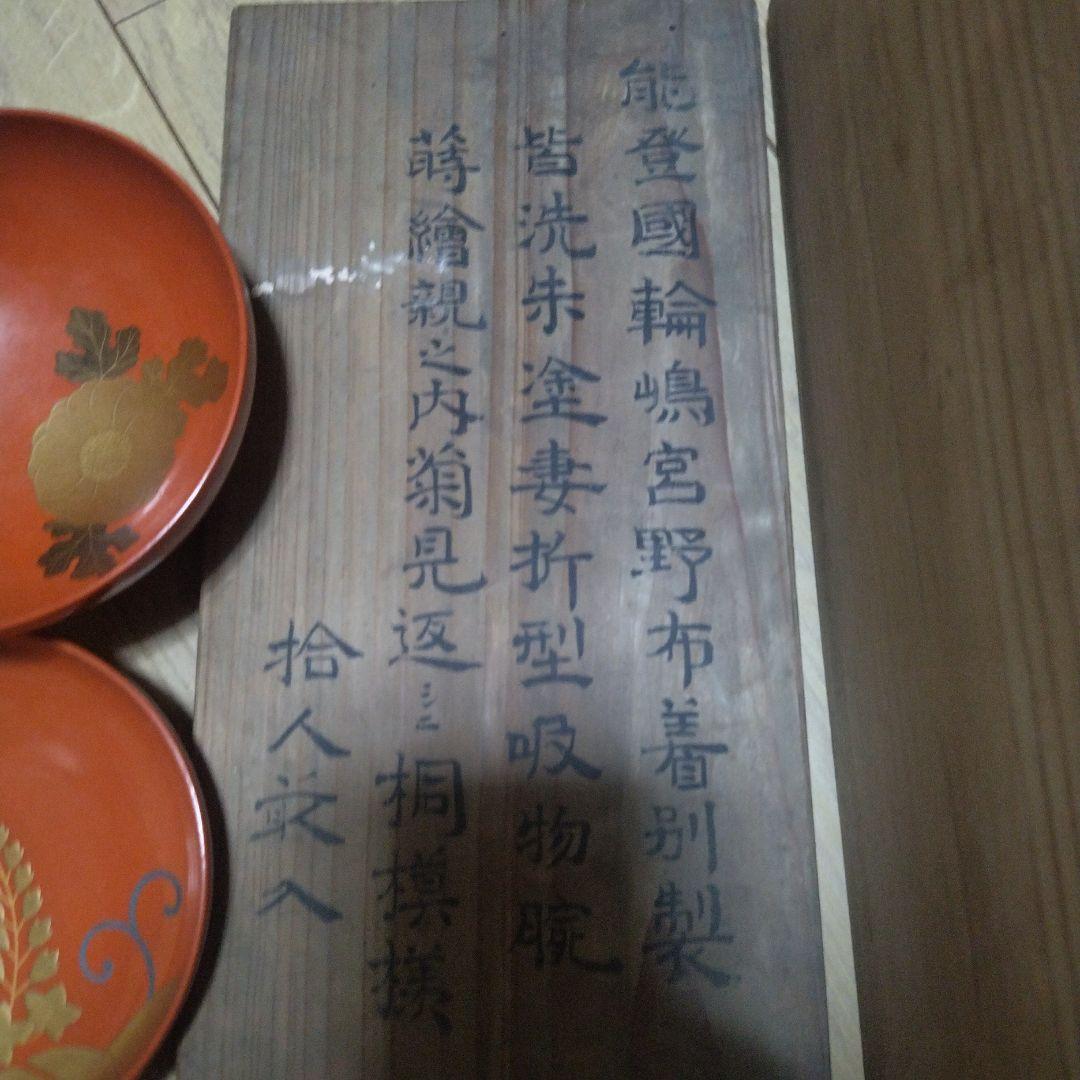 能登國輪嶋宮野布着別製
皆洗朱塗妻折型吸物腕
蒔繪親之内菊見返シニ桐模様
拾人前入